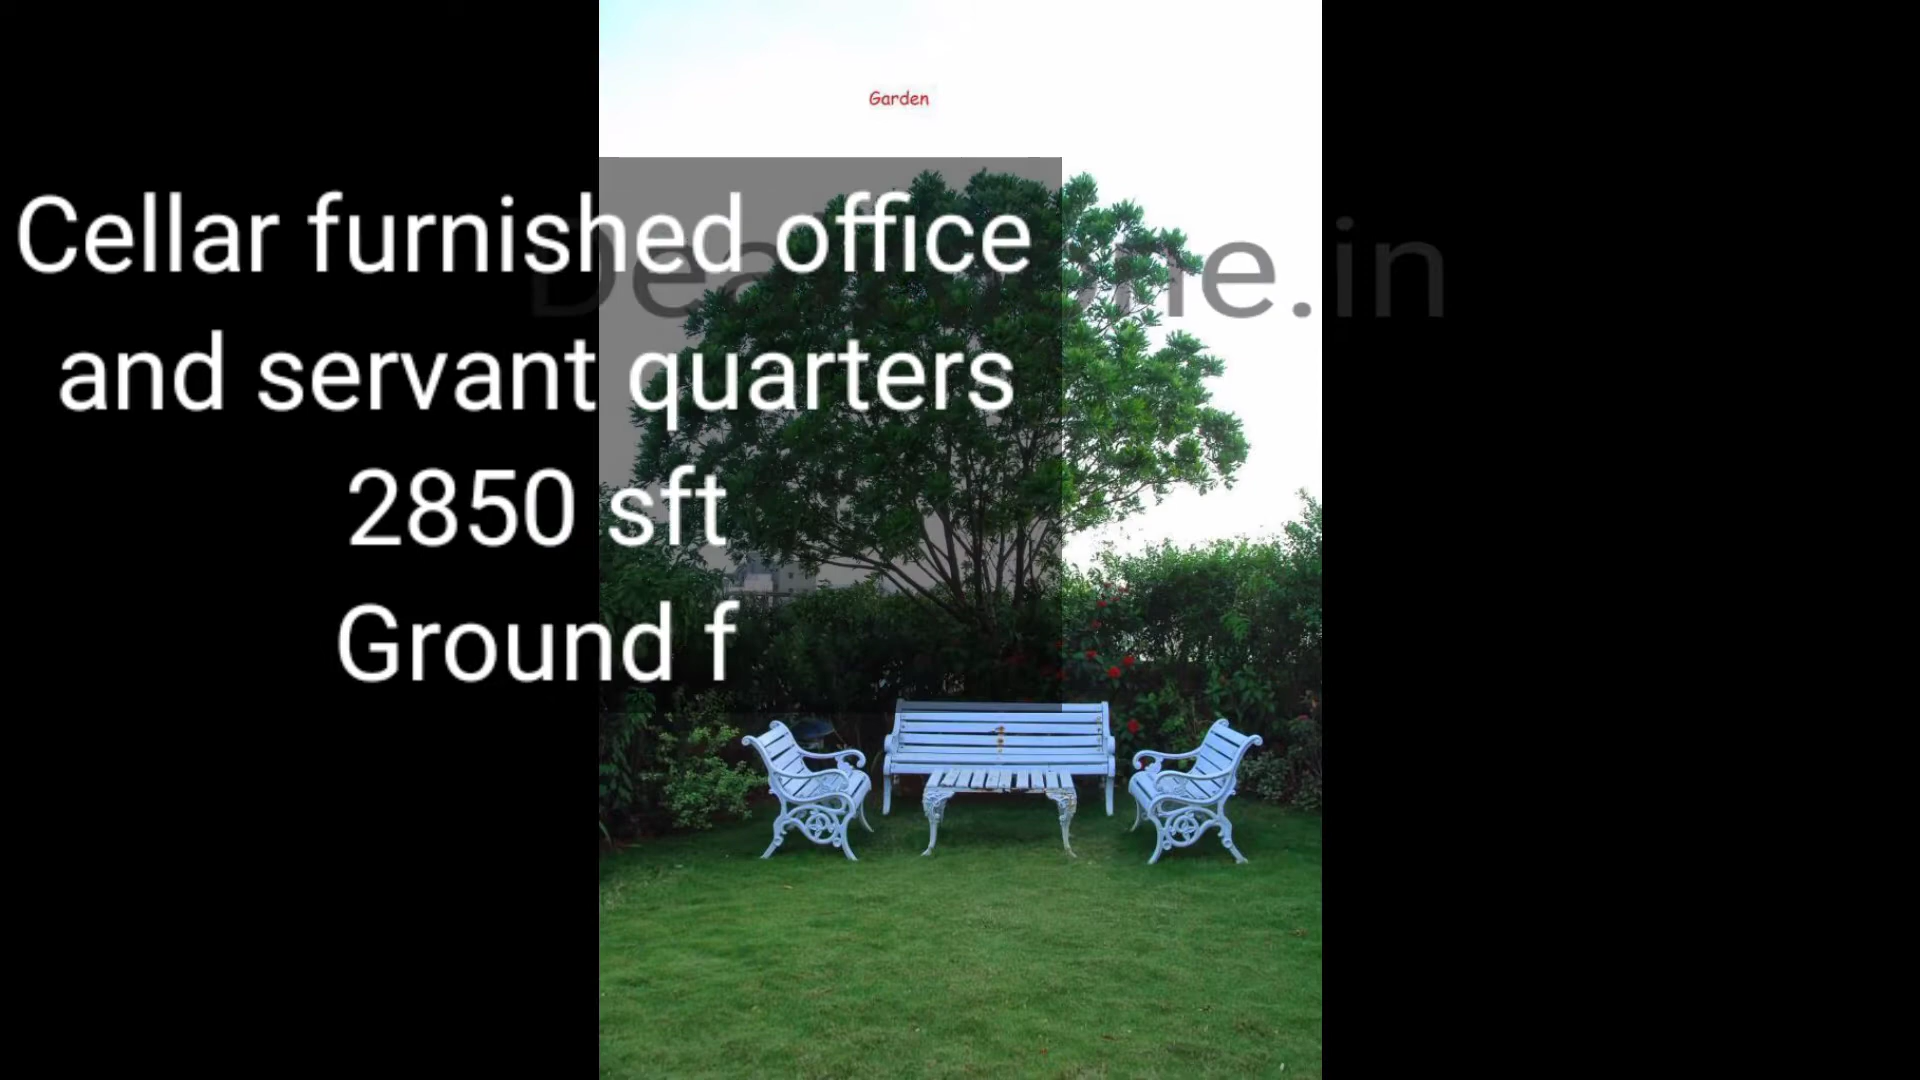 Garden
Cellar furnished office
and servant quarters
2850 sft
Ground f